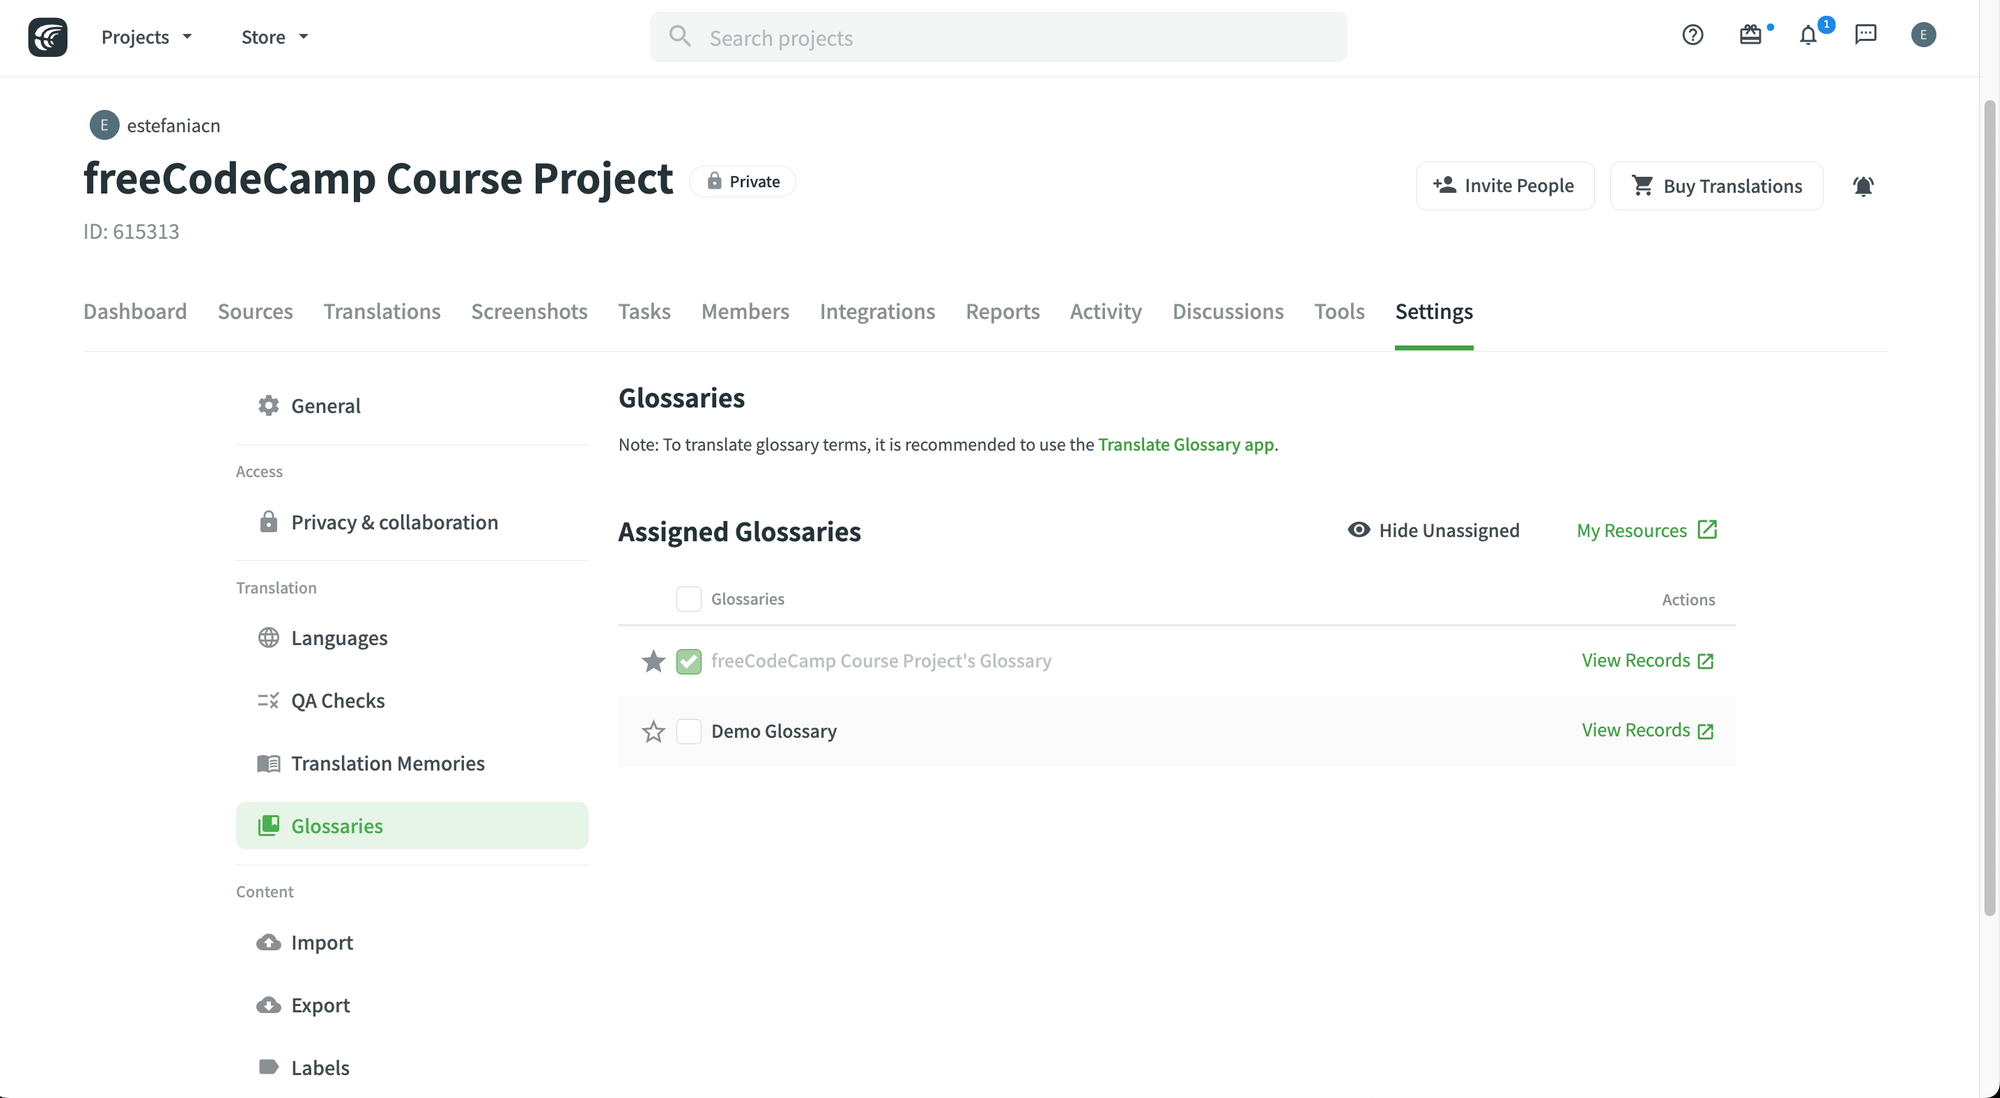 Projects Store Search projects 1 E
E estefaniacn
freeCodeCamp Course Project Private Invite People Buy Translations
ID: 615313
Dashboard Sources Translations Screenshots Tasks Members Integrations Reports Activity Discussions Tools Settings
General
Access
Privacy & collaboration
Translation
Languages
QA Checks
Translation Memories
Glossaries
Content
Import
Export
Labels
Glossaries
Note: To translate glossary terms, it is recommended to use the Translate Glossary app.
Assigned Glossaries Hide Unassigned My Resources
Glossaries Actions
freeCodeCamp Course Project's Glossary View Records
Demo Glossary View Records